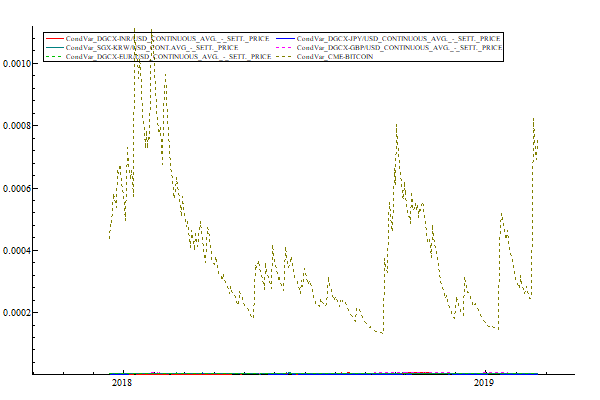 CondVar_DGCX-INR/USD_CONTINUOUS_AVG._-_SETT._PRICE CondVar_DGCX-JPY/USD_CONTINUOUS_AVG._-_SETT._PRICE
CondVar_SGX-KRW/USD_CONT.AVG_-_SETT._PRICE CondVar_DGCX-GBP/USD_CONTINUOUS_AVG._-_SETT._PRICE
CondVar_DGCX-EUR/USD_CONTINUOUS_AVG._-_SETT._PRICE CondVar_CME-BITCOIN
0.0010
0.0008
0.0006
0.0004
0.0002
2018 2019